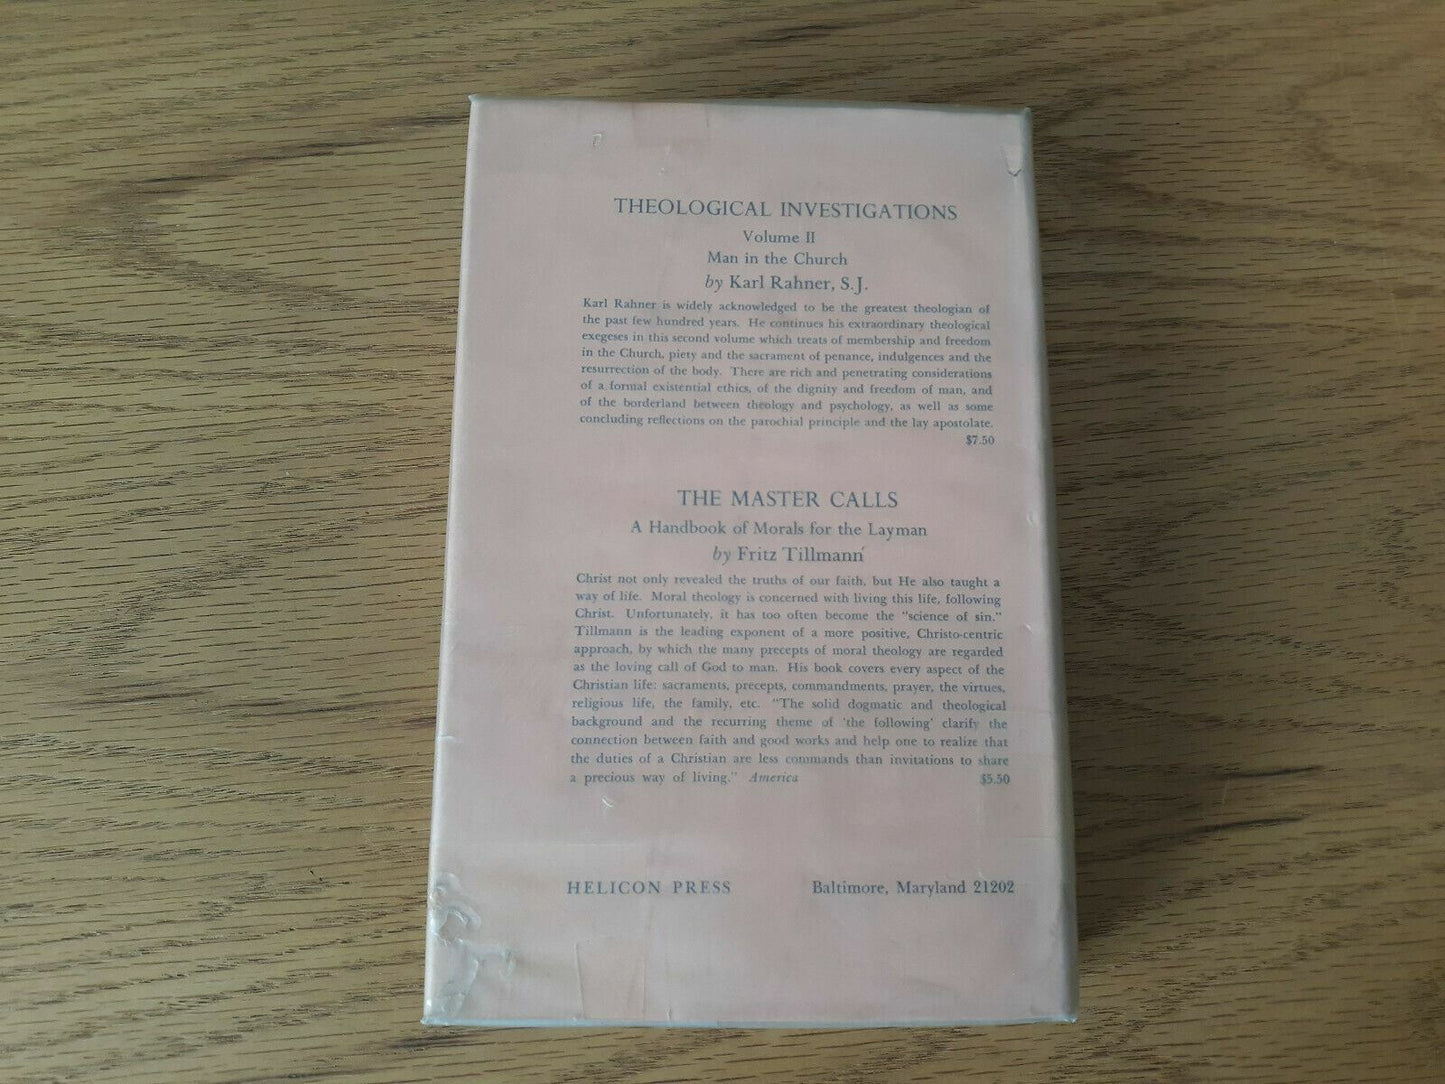 THEOLOGICAL INVESTIGATIONS
Volume II
Man in the Church
by Karl Rahner, S.J.
Karl Rahner is widely acknowledged to be the greatest theologian of
the past few hundred years. He continues his extraordinary theological
exegeses in this second volume which treats of membership and freedom
in the Church, piety and the sacrament of penance, indulgences and the
resurrection of the body. There are rich and penetrating considerations
of a formal existential ethics, of the dignity and freedom of man, and
of the borderland between theology and psychology, as well as some
concluding reflections on the parochial principle and the lay apostolate.
$7.50
THE MASTER CALLS
A Handbook of Morals for the Layman
by Fritz Tillmann
Christ not only revealed the truths of our faith, but He also taught a
way of life. Moral theology is concerned with living this life, following
Christ. Unfortunately, it has too often become the "science of sin."
Tillmann is the leading exponent of a more positive, Christo-centric
approach, by which the many precepts of moral theology are regarded
as the loving call of God to man. His book covers every aspect of the
Christian life: sacraments, precepts, commandments, prayer, the virtues,
religious life, the family, etc. "The solid dogmatic and theological
background and the recurring theme of 'the following' clarify the
connection between faith and good works and help one to realize that
the duties of a Christian are less commands than invitations to share
a precious way of living." America $5.50
HELICON PRESS Baltimore, Maryland 21202